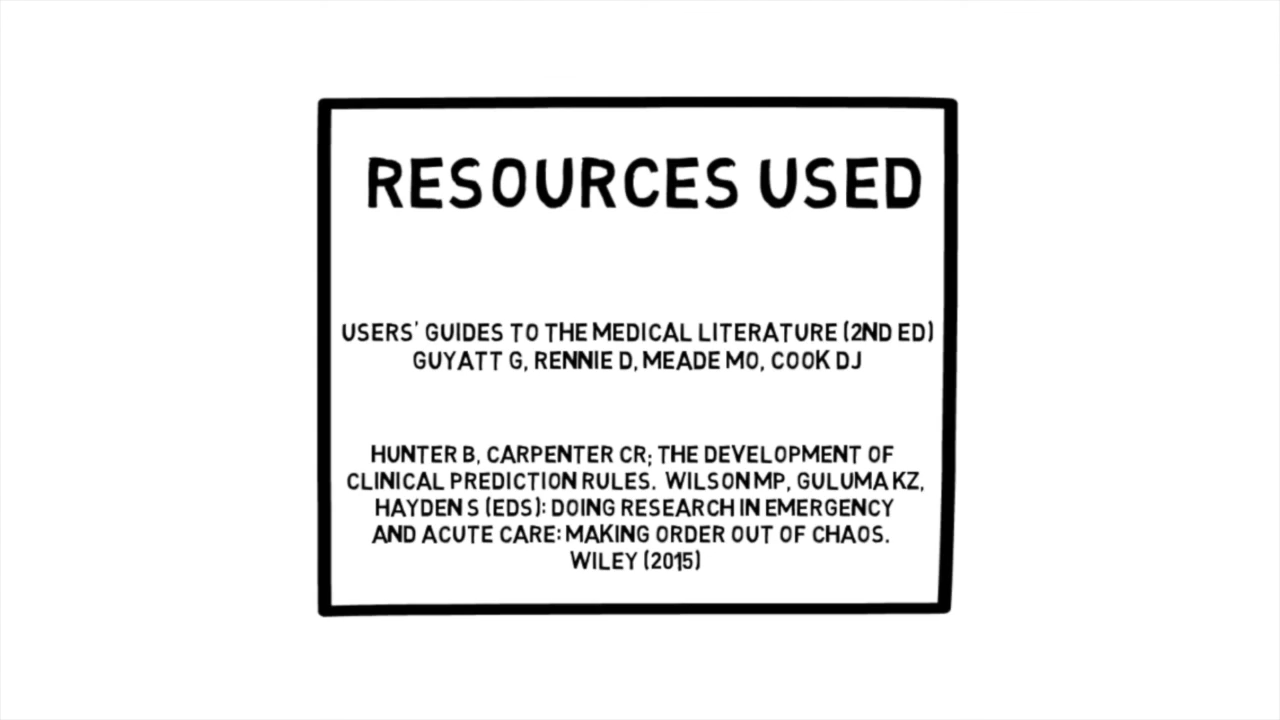 RESOURCES USED
USERS' GUIDES TO THE MEDICAL LITERATURE (2ND ED)
GUYATT G, RENNIE D, MEADE MO, COOK DJ
HUNTER B, CARPENTER CR; THE DEVELOPMENT OF
CLINICAL PREDICTION RULES. WILSON MP, GULUMA KZ,
HAYDEN S (EDS): DOING RESEARCH IN EMERGENCY
AND ACUTE CARE: MAKING ORDER OUT OF CHAOS.
WILEY (2015)